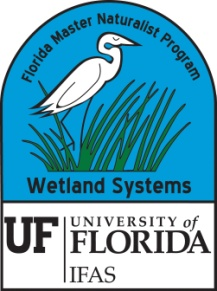 Florida Master Naturalist Program
Wetland Systems
UF UNIVERSITY of
FLORIDA
IFAS